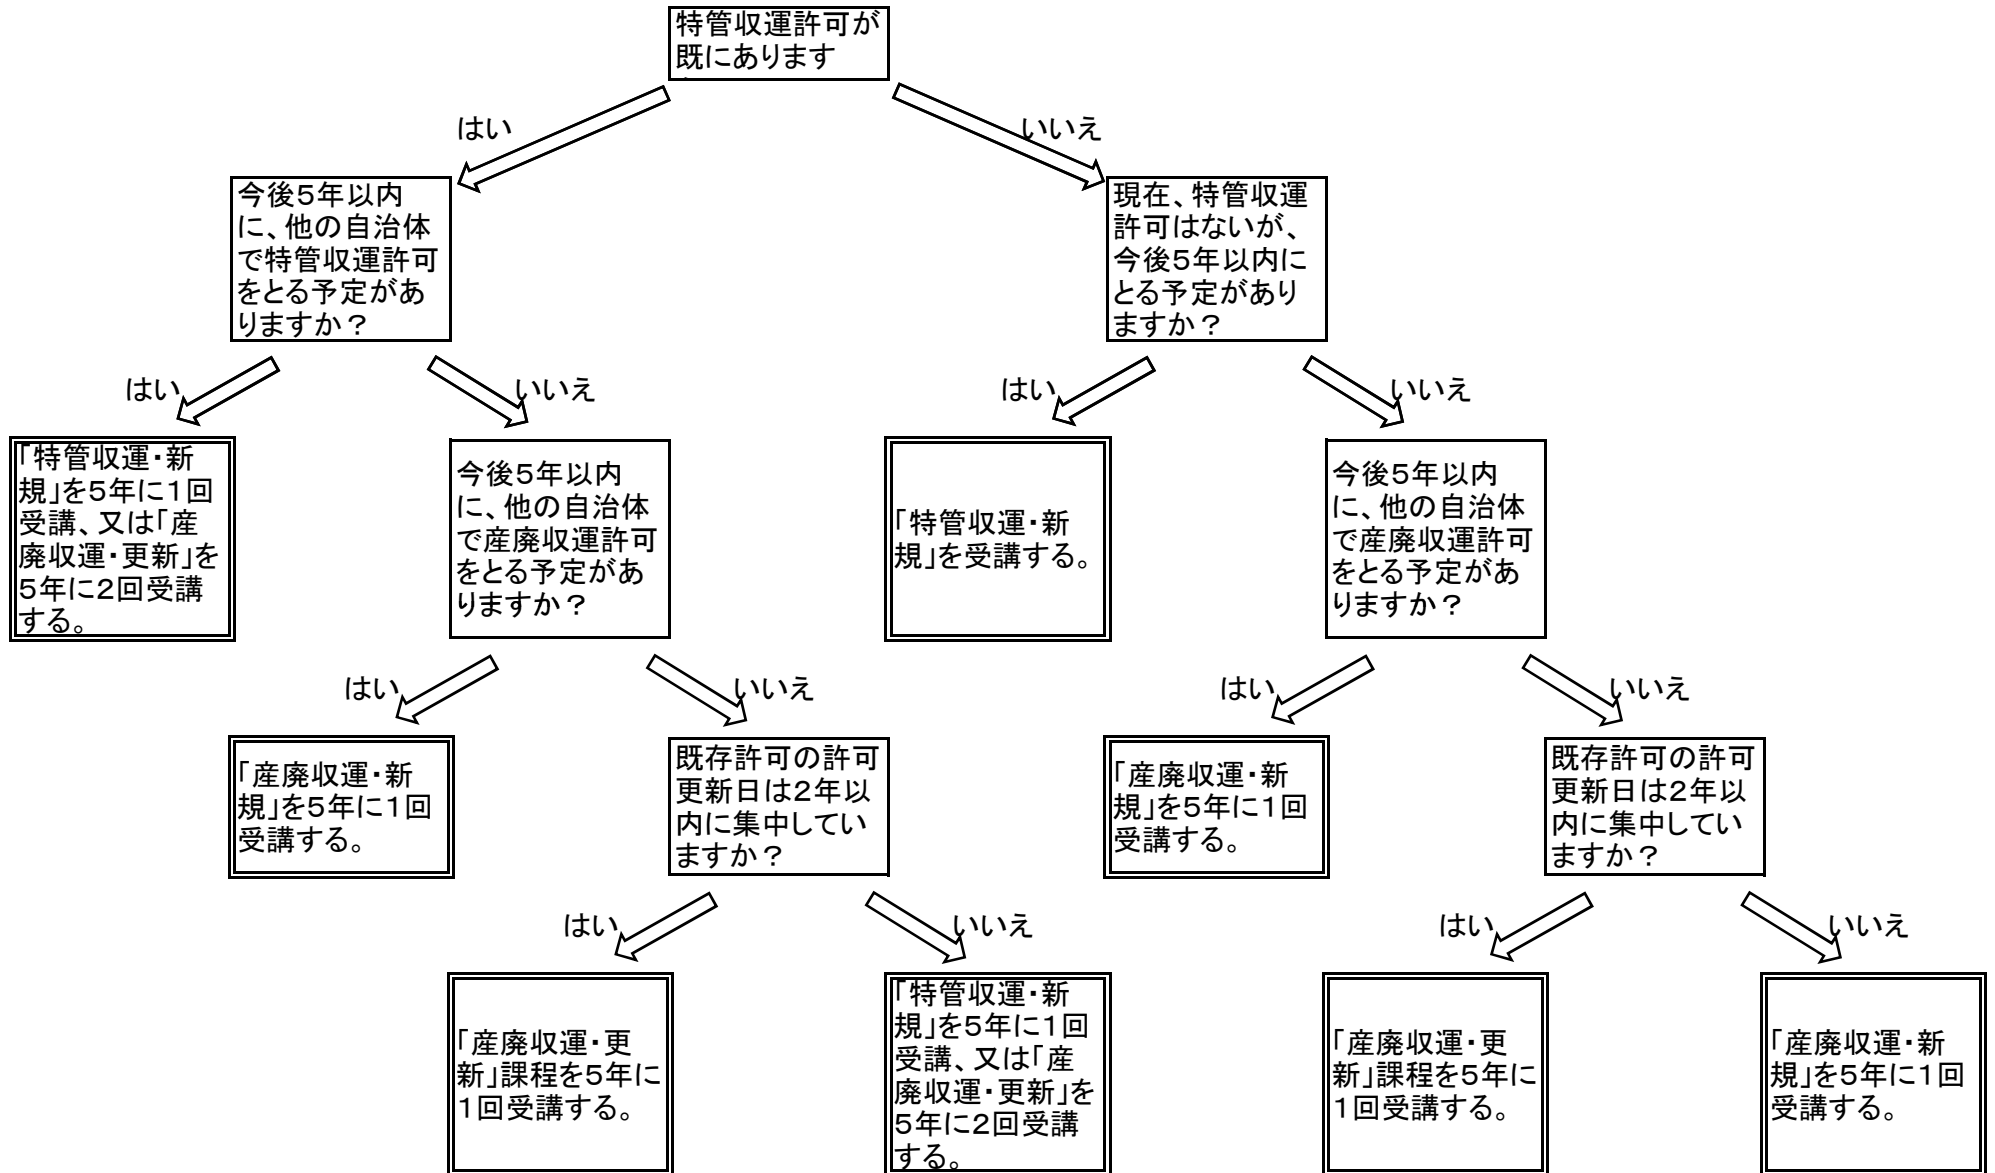 特管収運許可が
既にあります
はい
いいえ
今後5年以内
に、他の自治体
で特管収運許可
をとる予定があ
りますか？
現在、特管収運
許可はないが、
今後5年以内に
とる予定があり
ますか？
はい
いいえ
はい
いいえ
「特管収運・新
規」を5年に1回
受講、又は「産
廃収運・更新」を
5年に2回受講
する。
今後5年以内
に、他の自治体
で産廃収運許可
をとる予定があ
りますか？
「特管収運・新
規」を受講する。
今後5年以内
に、他の自治体
で産廃収運許可
をとる予定があ
りますか？
はい
いいえ
はい
いいえ
「産廃収運・新
規」を5年に1回
受講する。
既存許可の許可
更新日は2年以
内に集中してい
ますか？
「産廃収運・新
規」を5年に1回
受講する。
既存許可の許可
更新日は2年以
内に集中してい
ますか？
はい
いいえ
はい
いいえ
「産廃収運・更
新」課程を5年に
1回受講する。
「特管収運・新
規」を5年に1回
受講、又は「産
廃収運・更新」を
5年に2回受講
する。
「産廃収運・更
新」課程を5年に
1回受講する。
「産廃収運・新
規」を5年に1回
受講する。